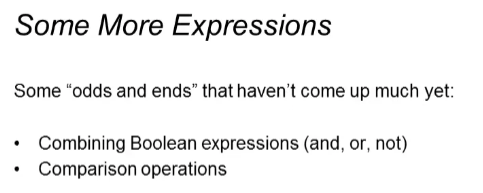 Some More Expressions
Some “odds and ends” that haven’t come up much yet:
• Combining Boolean expressions (and, or, not)
• Comparison operations